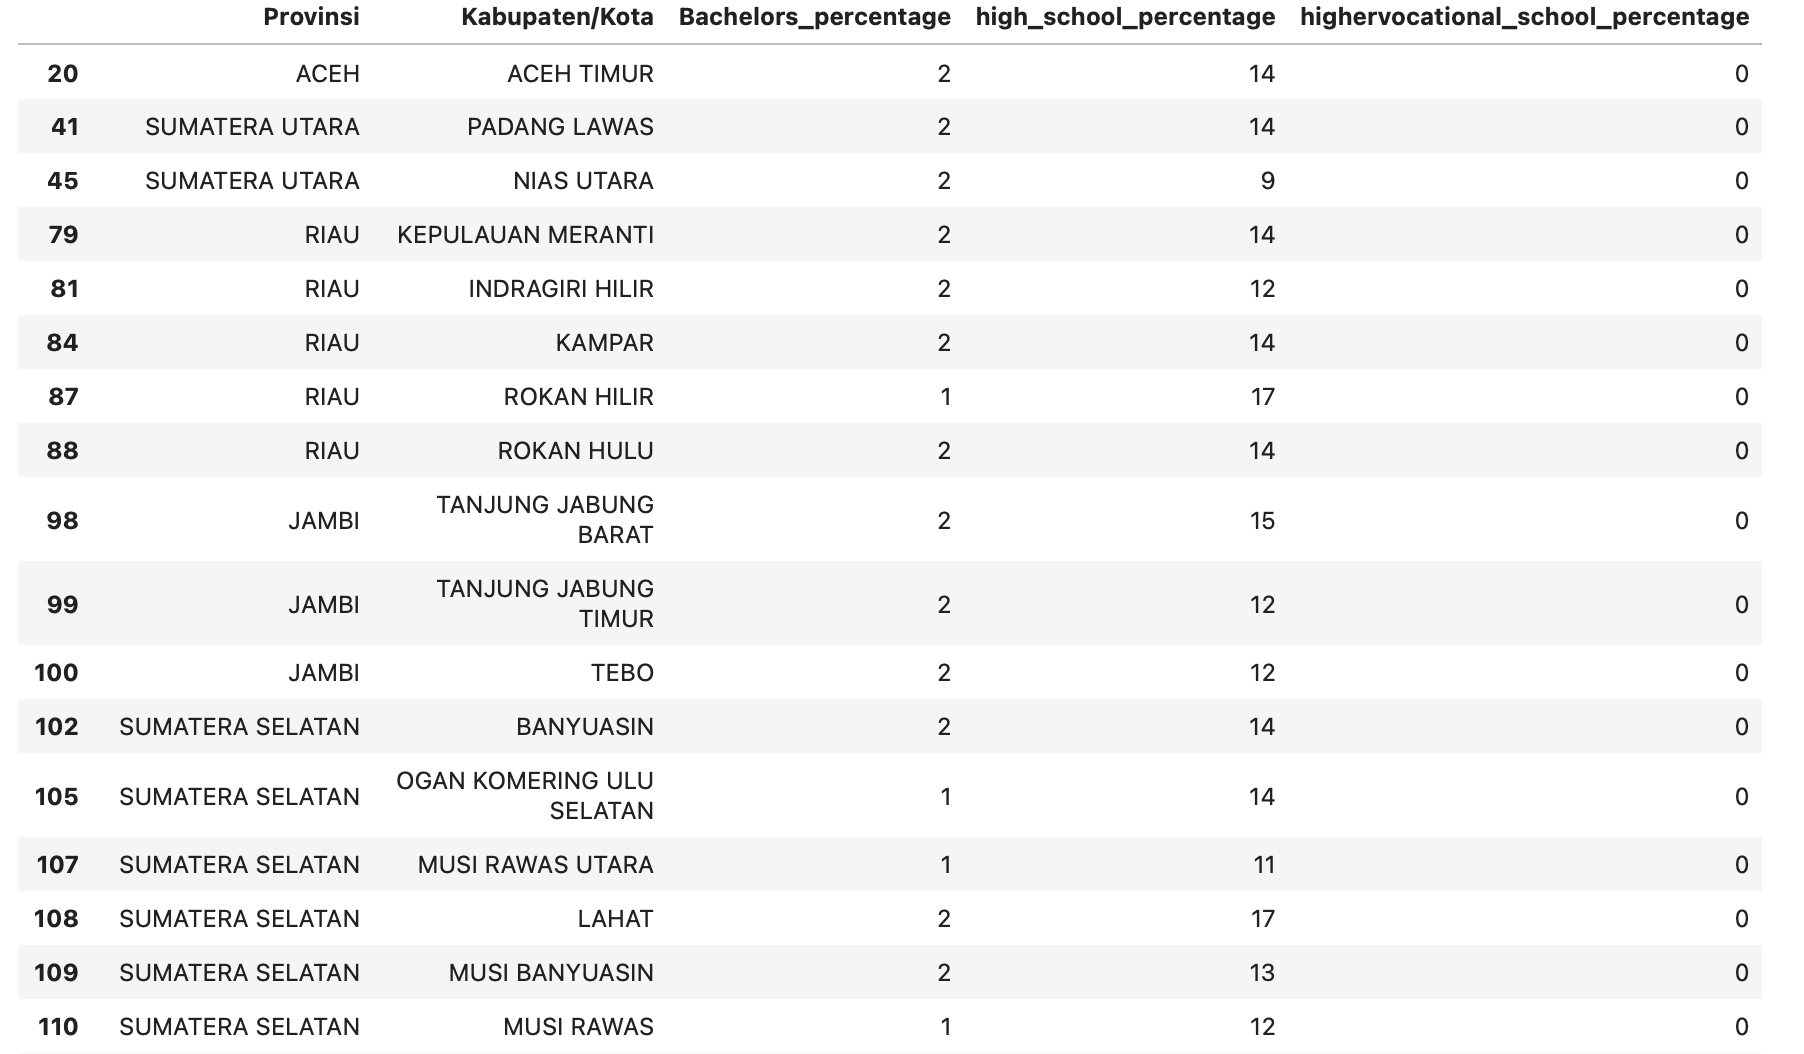 Provinsi Kabupaten/Kota Bachelors_percentage high_school_percentage highervocational_school_percentage
20 ACEH ACEH TIMUR 2 14 0
41 SUMATERA UTARA PADANG LAWAS 2 14 0
45 SUMATERA UTARA NIAS UTARA 2 9 0
79 RIAU KEPULAUAN MERANTI 2 14 0
81 RIAU INDRAGIRI HILIR 2 12 0
84 RIAU KAMPAR 2 14 0
87 RIAU ROKAN HILIR 1 17 0
88 RIAU ROKAN HULU 2 14 0
98 JAMBI TANJUNG JABUNG
BARAT 2 15 0
99 JAMBI TANJUNG JABUNG
TIMUR 2 12 0
100 JAMBI TEBO 2 12 0
102 SUMATERA SELATAN BANYUASIN 2 14 0
105 SUMATERA SELATAN OGAN KOMERING ULU
SELATAN 1 14 0
107 SUMATERA SELATAN MUSI RAWAS UTARA 1 11 0
108 SUMATERA SELATAN LAHAT 2 17 0
109 SUMATERA SELATAN MUSI BANYUASIN 2 13 0
110 SUMATERA SELATAN MUSI RAWAS 1 12 0